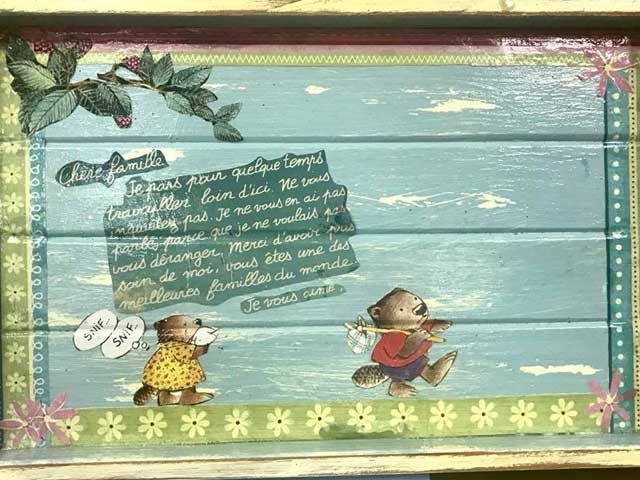 Chère famille
Je pars pour quelque temps
travailler loin d'ici. Ne vous
inquiétez pas. Je ne vous en ai pas
parlé parce que je ne voulais pas
vous déranger. Merci d'avoir pris
soin de moi, vous êtes une des
meilleures familles du monde.
Je vous aime.
SNIF..
SNIF..